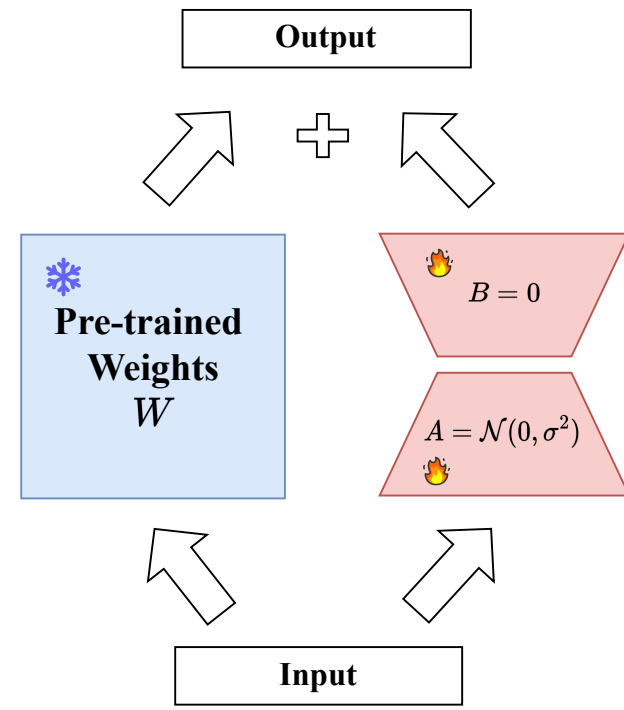 Output
Pre-trained
Weights
W
B = 0
A = 𝒩(0, σ²)
Input